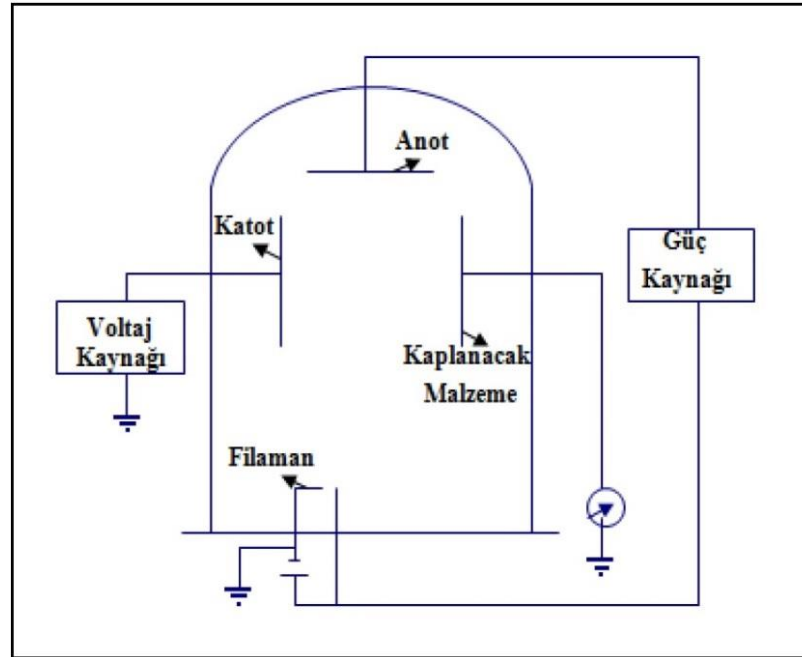 Anot
Katot
Güç
Kaynağı
Voltaj
Kaynağı
Kaplanacak
Malzeme
Filaman